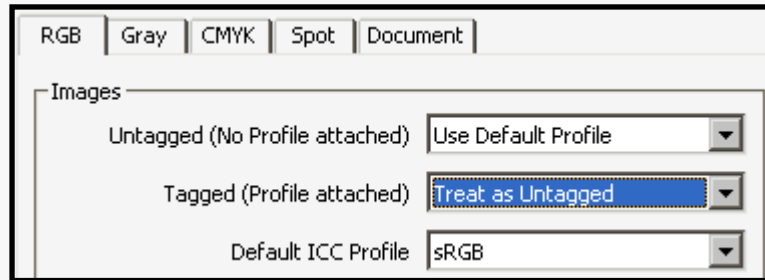 RGB Gray CMYK Spot Document
Images
Untagged (No Profile attached) Use Default Profile
Tagged (Profile attached) Treat as Untagged
Default ICC Profile sRGB